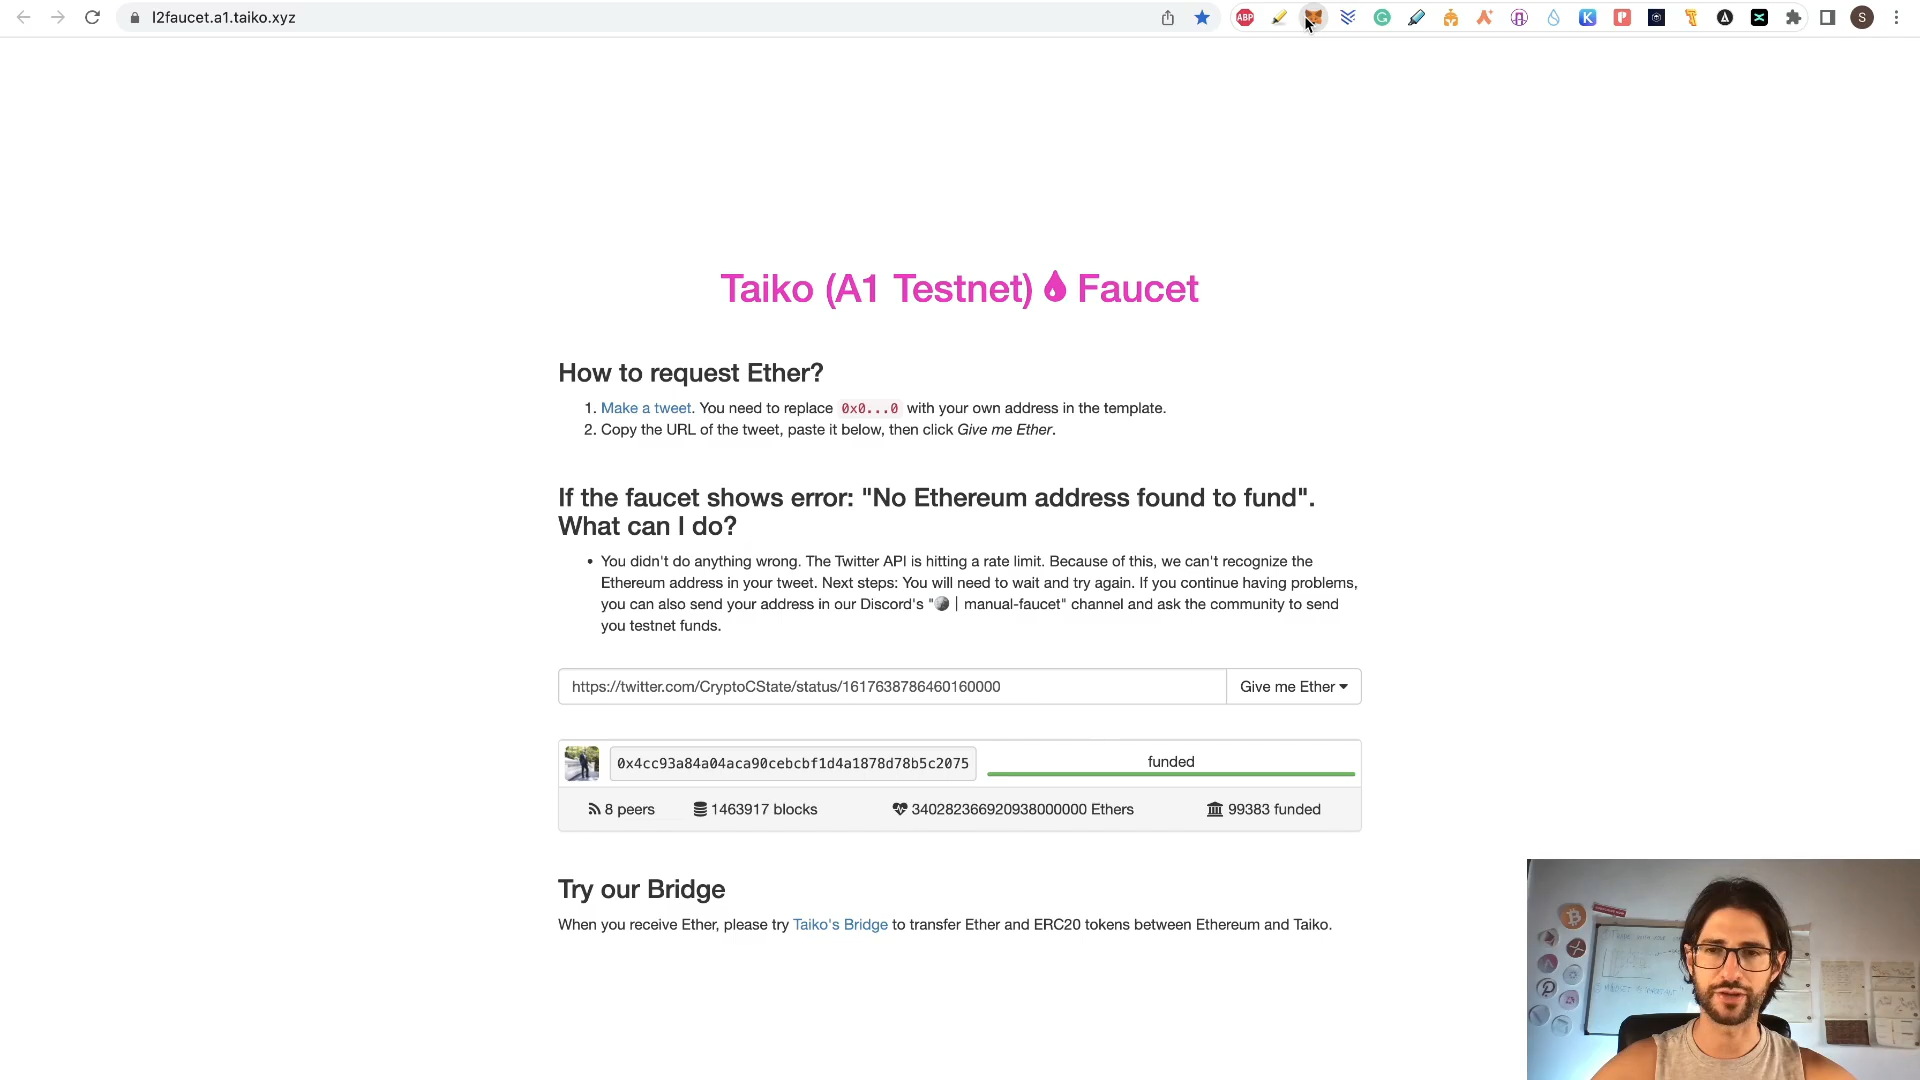 l2faucet.a1.taiko.xyz
ABP
S
Taiko (A1 Testnet) Faucet
How to request Ether?
1. Make a tweet. You need to replace 0x0...0 with your own address in the template.
2. Copy the URL of the tweet, paste it below, then click Give me Ether.
If the faucet shows error: "No Ethereum address found to fund".
What can I do?
• You didn't do anything wrong. The Twitter API is hitting a rate limit. Because of this, we can't recognize the
Ethereum address in your tweet. Next steps: You will need to wait and try again. If you continue having problems,
you can also send your address in our Discord's "🌚 | manual-faucet" channel and ask the community to send
you testnet funds.
https://twitter.com/CryptoCState/status/1617638786460160000
Give me Ether
0x4cc93a84a04aca90cebcbf1d4a1878d78b5c2075
funded
8 peers
1463917 blocks
340282366920938000000 Ethers
99383 funded
Try our Bridge
When you receive Ether, please try Taiko's Bridge to transfer Ether and ERC20 tokens between Ethereum and Taiko.